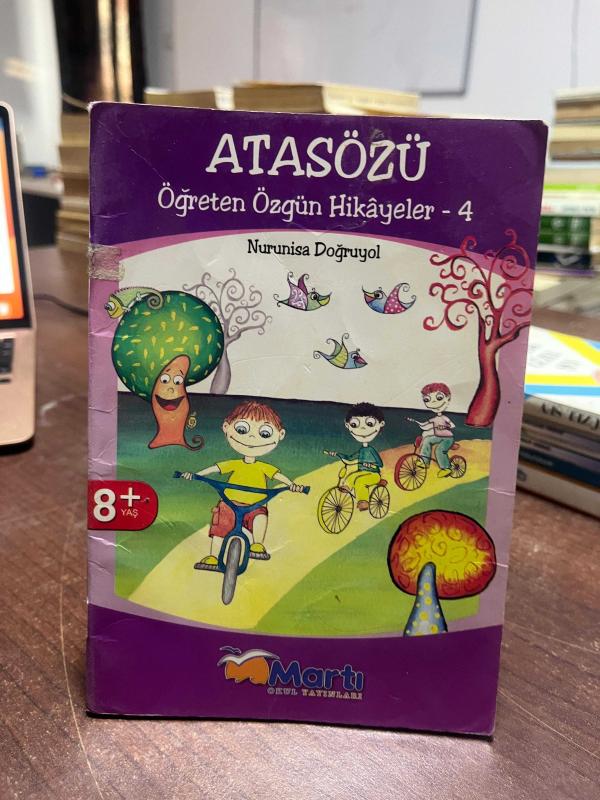 ATASÖZÜ
Öğreten Özgün Hikâyeler - 4
Nurunisa Doğruyol
8+
YAŞ
Martı
OKUL YAYINLARI